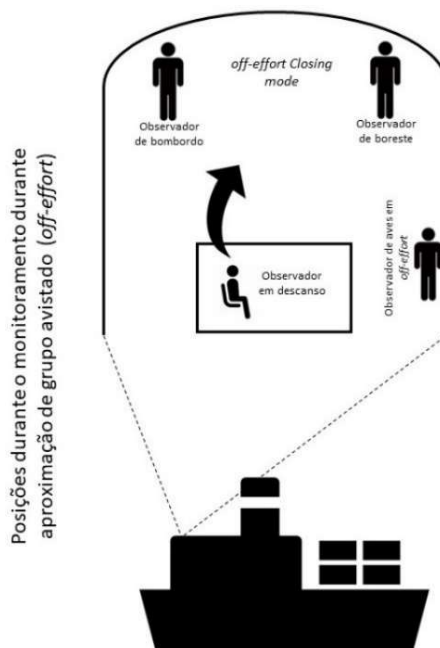 Posições durante o monitoramento durante
aproximação de grupo avistado (off-effort)
off-effort Closing
mode
Observador
de bombordo
Observador
de boreste
Observador de aves em
off-effort
Observador
em descanso